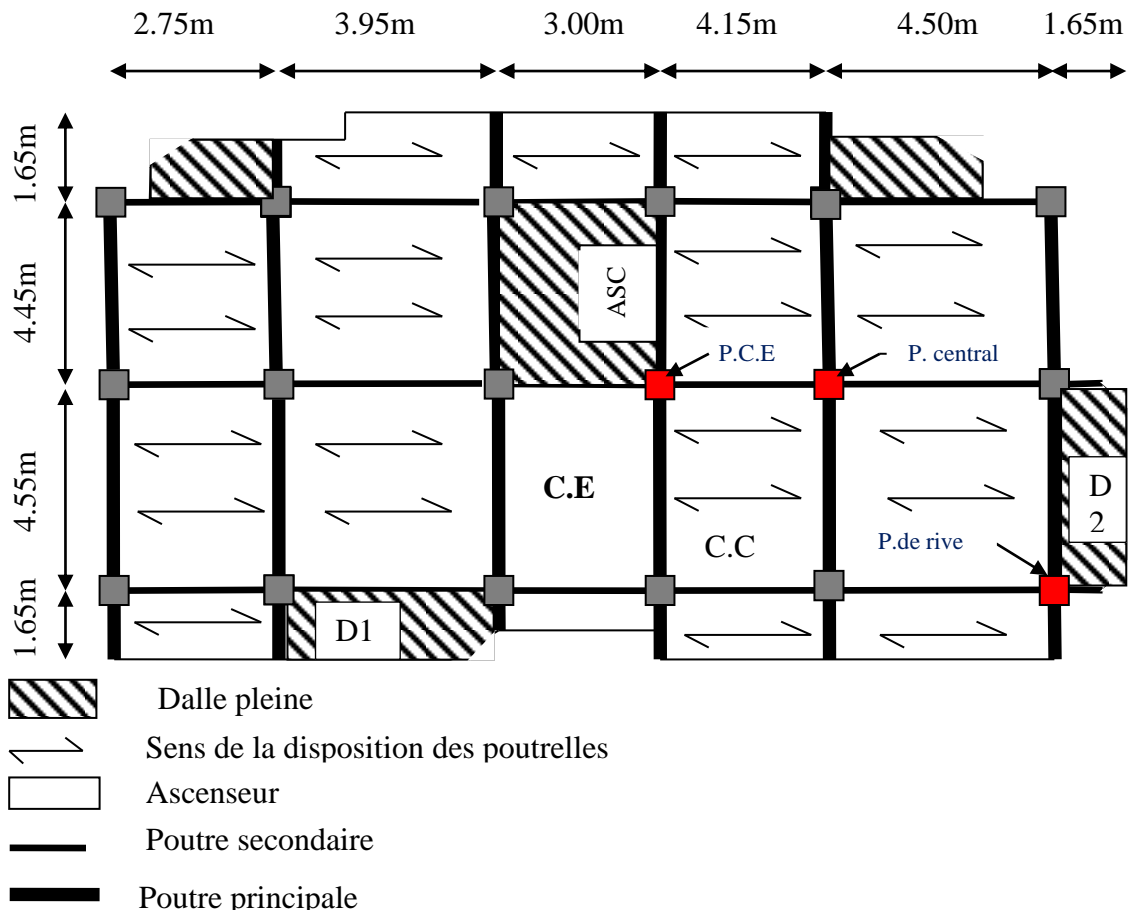 2.75m 3.95m 3.00m 4.15m 4.50m 1.65m
1.65m
4.45m
ASC
P.C.E
P. central
4.55m
C.E
C.C
D
2
P.de rive
1.65m
D1
Dalle pleine
Sens de la disposition des poutrelles
Ascenseur
Poutre secondaire
Poutre principale